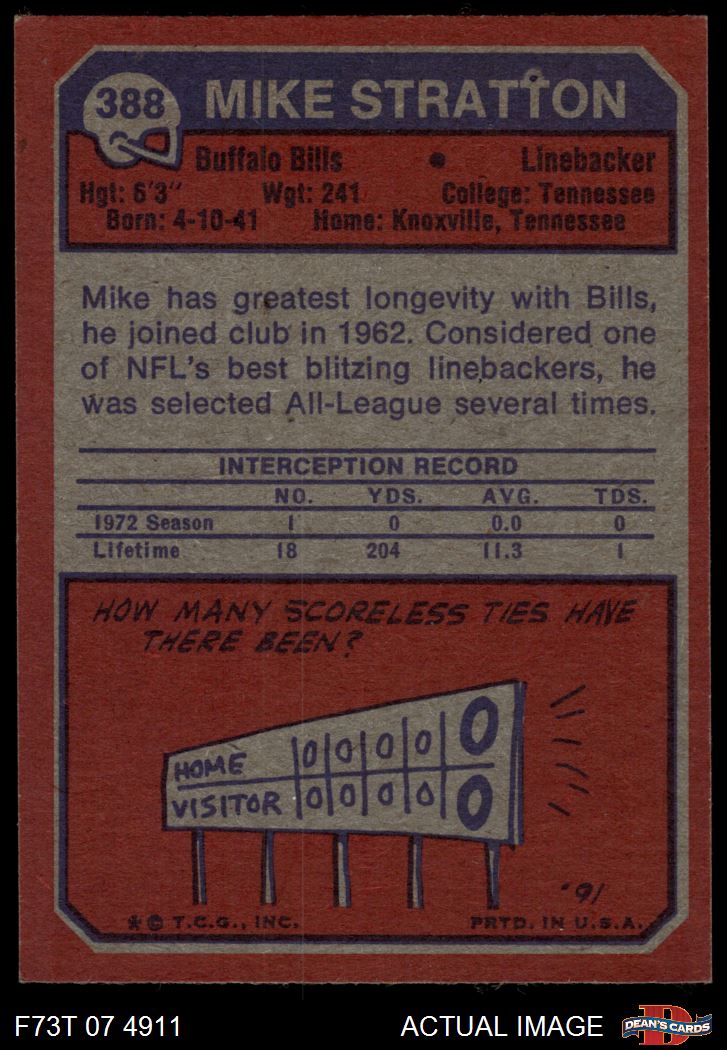 388 MIKE STRATTON
Buffalo Bills • Linebacker
Hgt: 6'3" Wgt: 241 College: Tennessee
Born: 4-10-41 Home: Knoxville, Tennessee
Mike has greatest longevity with Bills,
he joined club in 1962. Considered one
of NFL's best blitzing linebackers, he
was selected All-League several times.
INTERCEPTION RECORD
NO. YDS. AVG. TDS.
1972 Season 1 0 0.0 0
Lifetime 18 204 11.3 1
HOW MANY SCORELESS TIES HAVE
THERE BEEN?
HOME 0 0 0 0 0
VISITOR 0 0 0 0 0
'91
* © T.C.G., INC. PRTD. IN U.S.A.
F73T 07 4911 ACTUAL IMAGE D DEAN'S CARDS